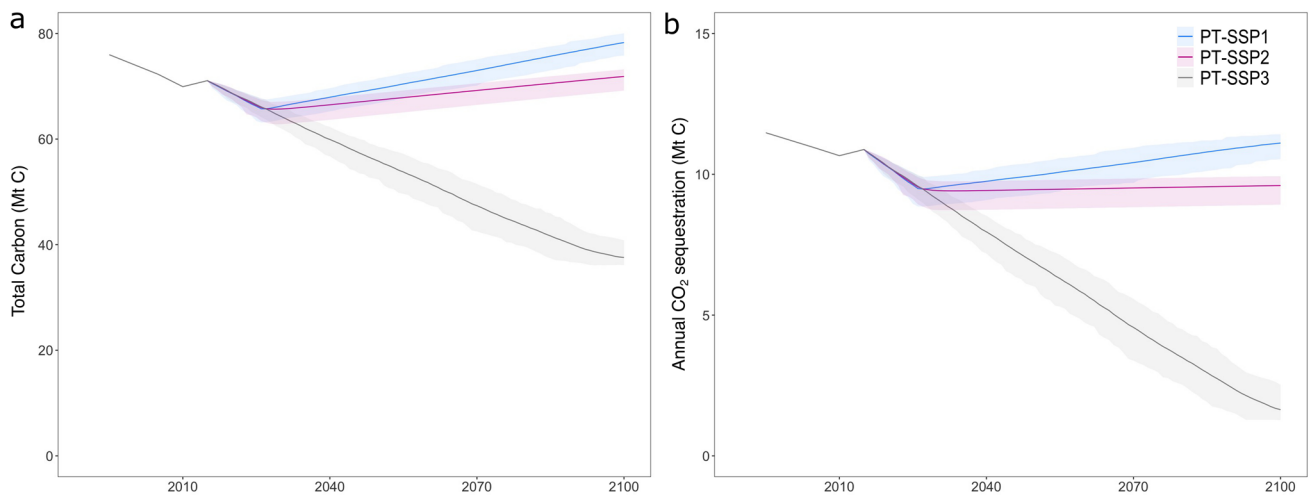 a
Total Carbon (Mt C)
80
60
40
20
0
2010
2040
2070
2100
b
Annual CO₂ sequestration (Mt C)
15
10
5
0
2010
2040
2070
2100
PT-SSP1
PT-SSP2
PT-SSP3